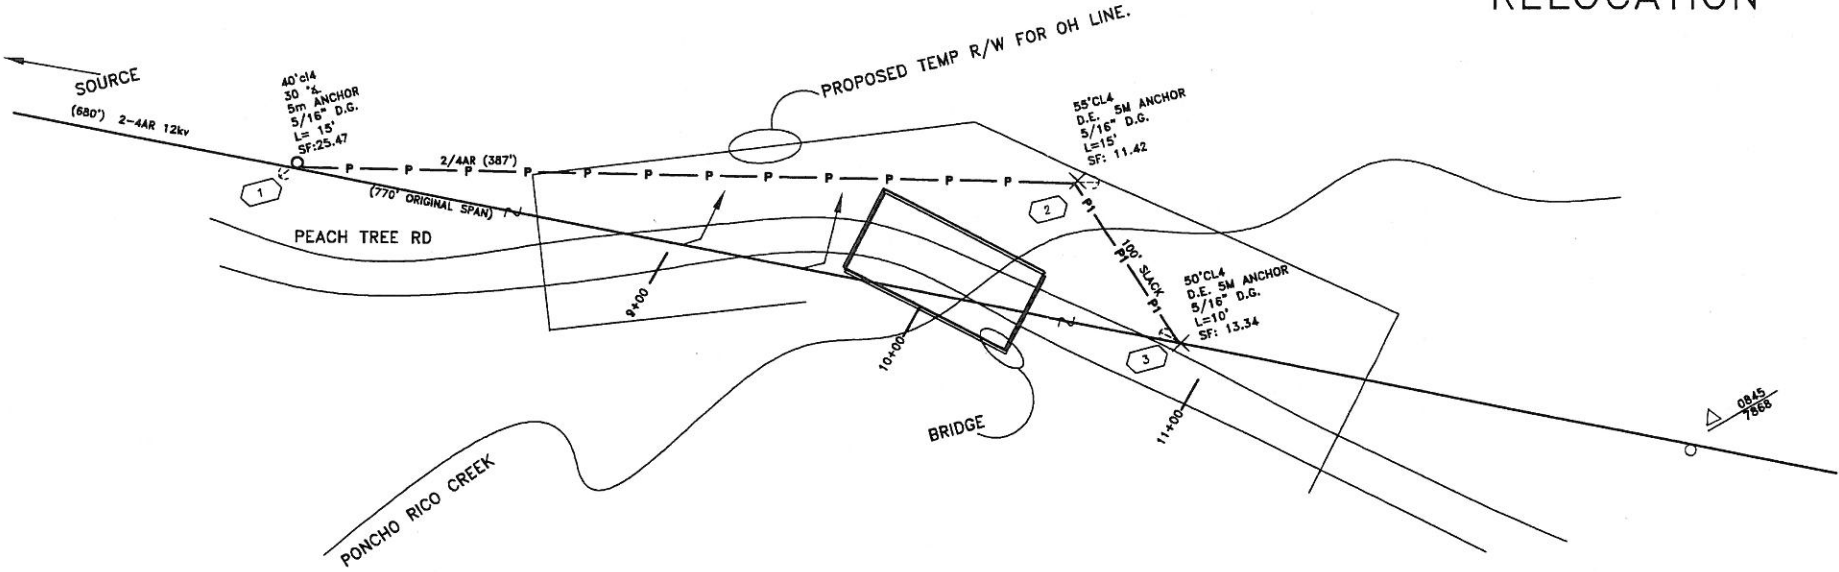 RELOCATION
PROPOSED TEMP R/W FOR OH LINE.
SOURCE
(680') 2-4AR 12kv
40'cl4
30 °∡
5m ANCHOR
5/16" D.G.
L= 15'
SF:25.47
1
P P P P P P P P P P P P
2/4AR (387')
(770' ORIGINAL SPAN)
55'CL4
D.E. 5M ANCHOR
5/16" D.G.
L=15'
SF: 11.42
2
P1
100' SLACK
P1
P1
50'CL4
D.E. 5M ANCHOR
5/16" D.G.
L=10'
SF: 13.34
3
PEACH TREE RD
9+00
10+00
11+00
BRIDGE
PONCHO RICO CREEK
0845
7868